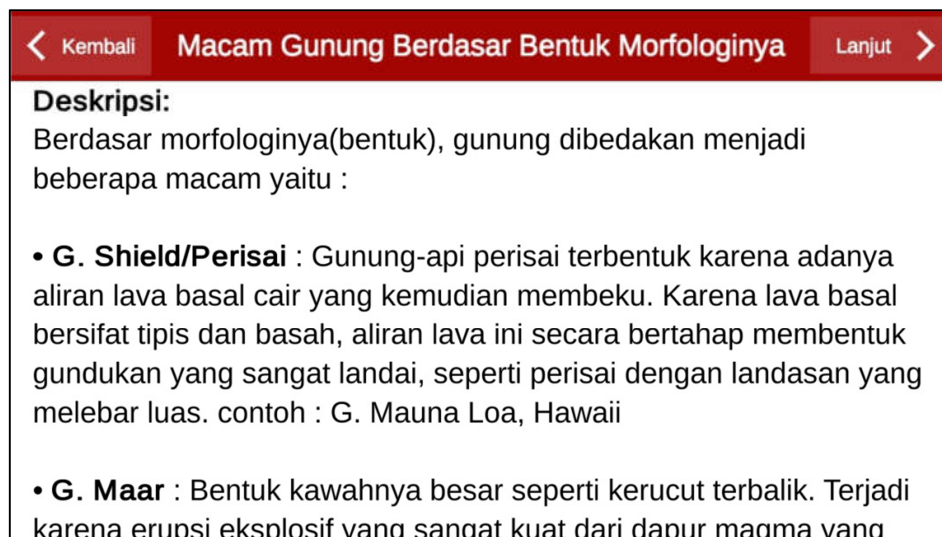 Kembali Macam Gunung Berdasar Bentuk Morfologinya Lanjut
Deskripsi:
Berdasar morfologinya(bentuk), gunung dibedakan menjadi
beberapa macam yaitu :
• G. Shield/Perisai : Gunung-api perisai terbentuk karena adanya
aliran lava basal cair yang kemudian membeku. Karena lava basal
bersifat tipis dan basah, aliran lava ini secara bertahap membentuk
gundukan yang sangat landai, seperti perisai dengan landasan yang
melebar luas. contoh : G. Mauna Loa, Hawaii
• G. Maar : Bentuk kawahnya besar seperti kerucut terbalik. Terjadi
karena erupsi eksplosif yang sangat kuat dari dapur magma yang